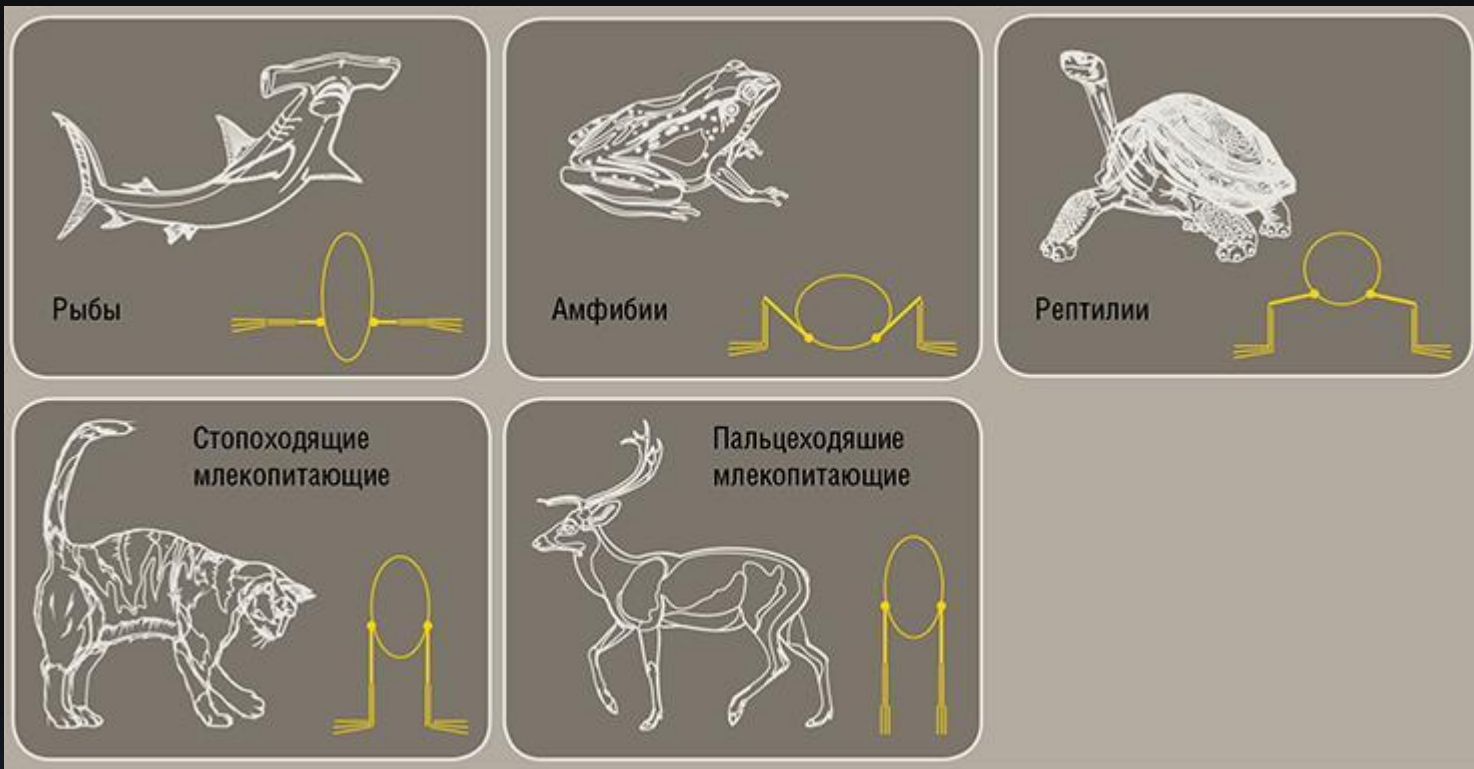 Рыбы
Амфибии
Рептилии
Стопоходящие
млекопитающие
Пальцеходяшие
млекопитающие